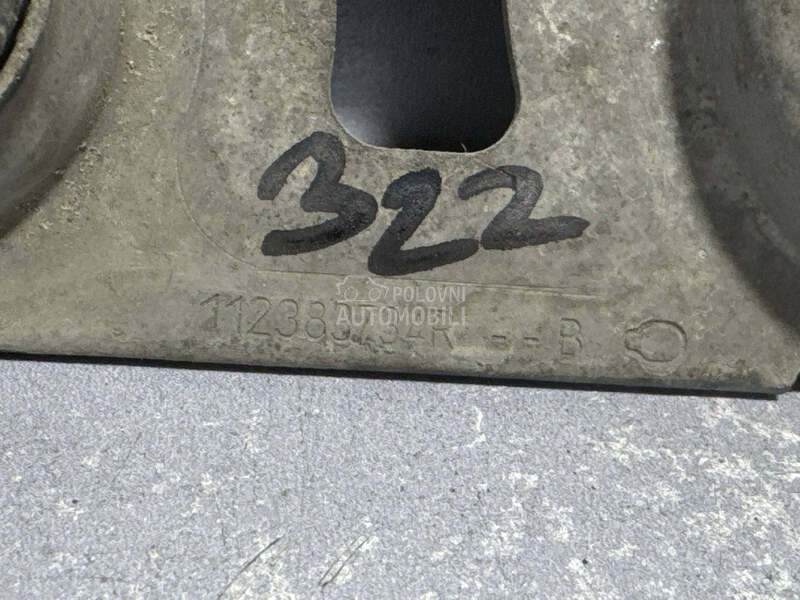 322
POLOVNI
AUTOMOBILI
R -- B